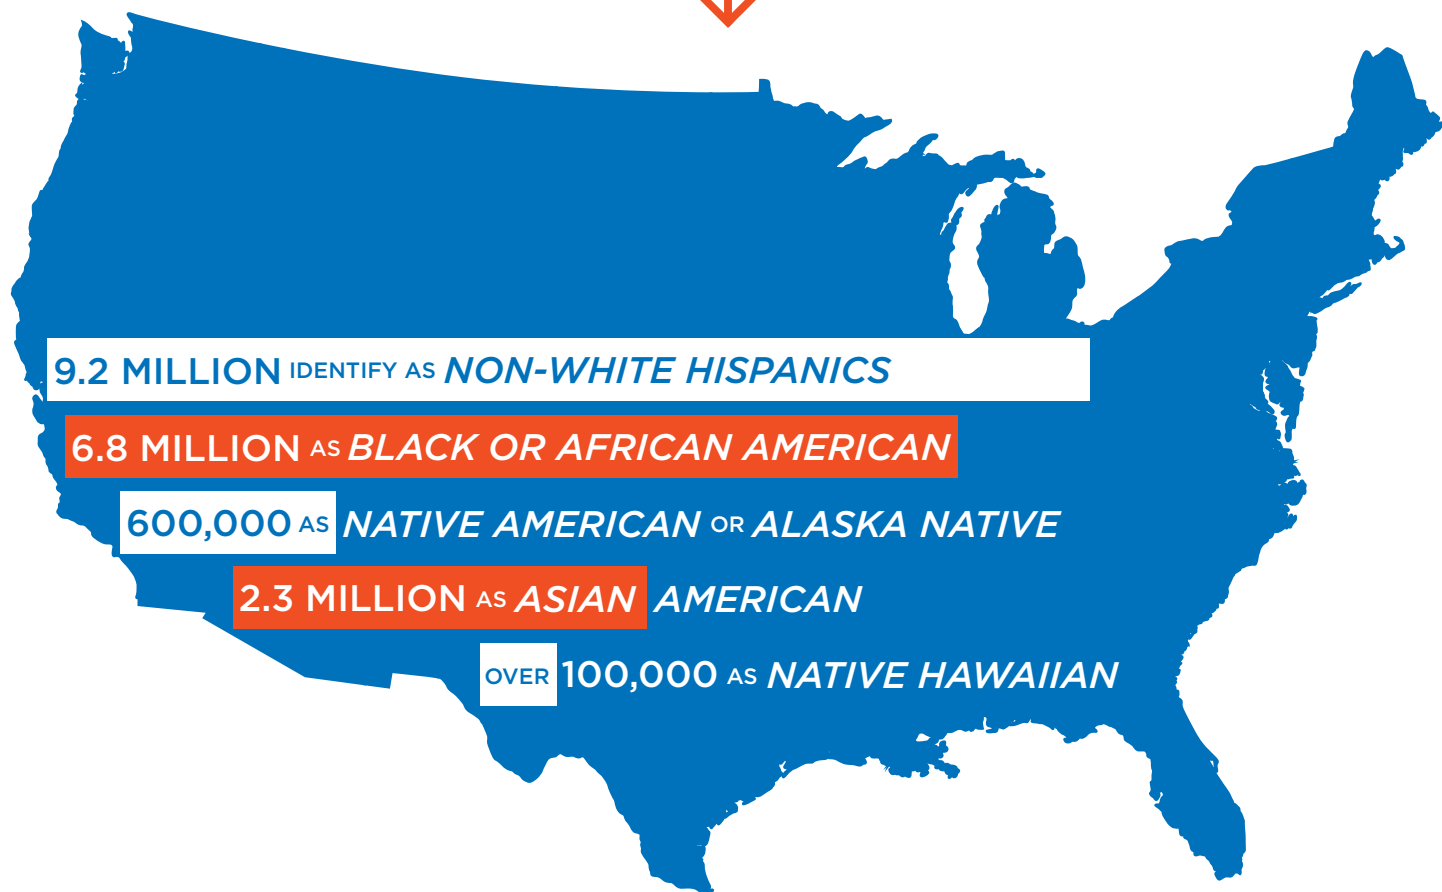 9.2 MILLION IDENTIFY AS NON-WHITE HISPANICS
6.8 MILLION AS BLACK OR AFRICAN AMERICAN
600,000 AS NATIVE AMERICAN OR ALASKA NATIVE
2.3 MILLION AS ASIAN AMERICAN
OVER 100,000 AS NATIVE HAWAIIAN